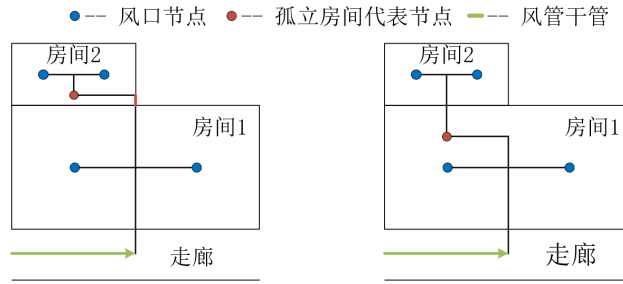 -- 风口节点 -- 孤立房间代表节点 -- 风管干管
房间2 房间2
房间1 房间1
走廊 走廊